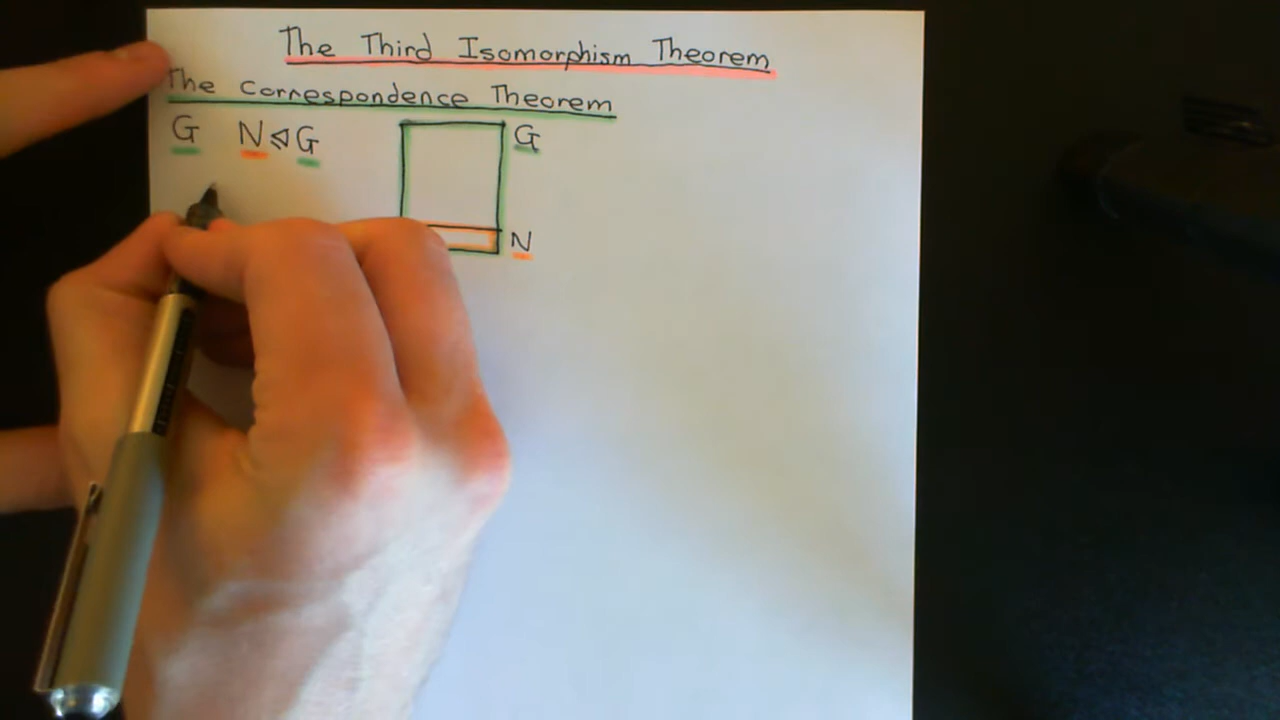 The Third Isomorphism Theorem
The Correspondence Theorem
G N⊲G G
N